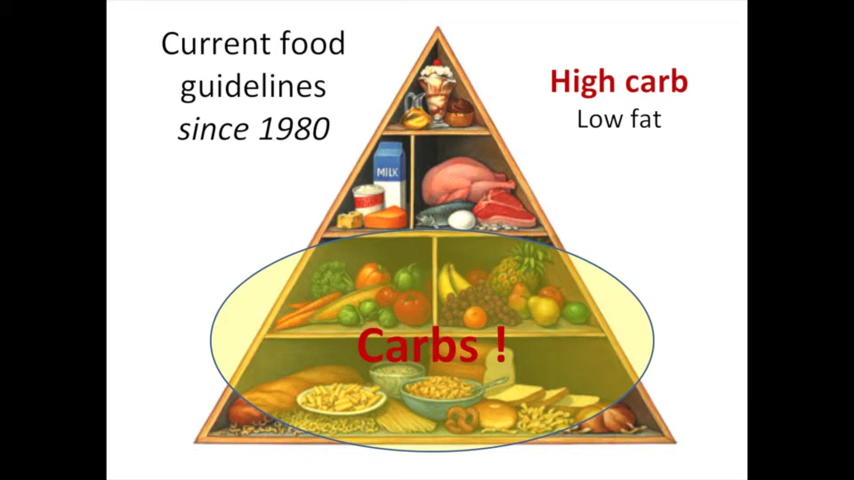 Current food
guidelines
since 1980
High carb
Low fat
MILK
Carbs !